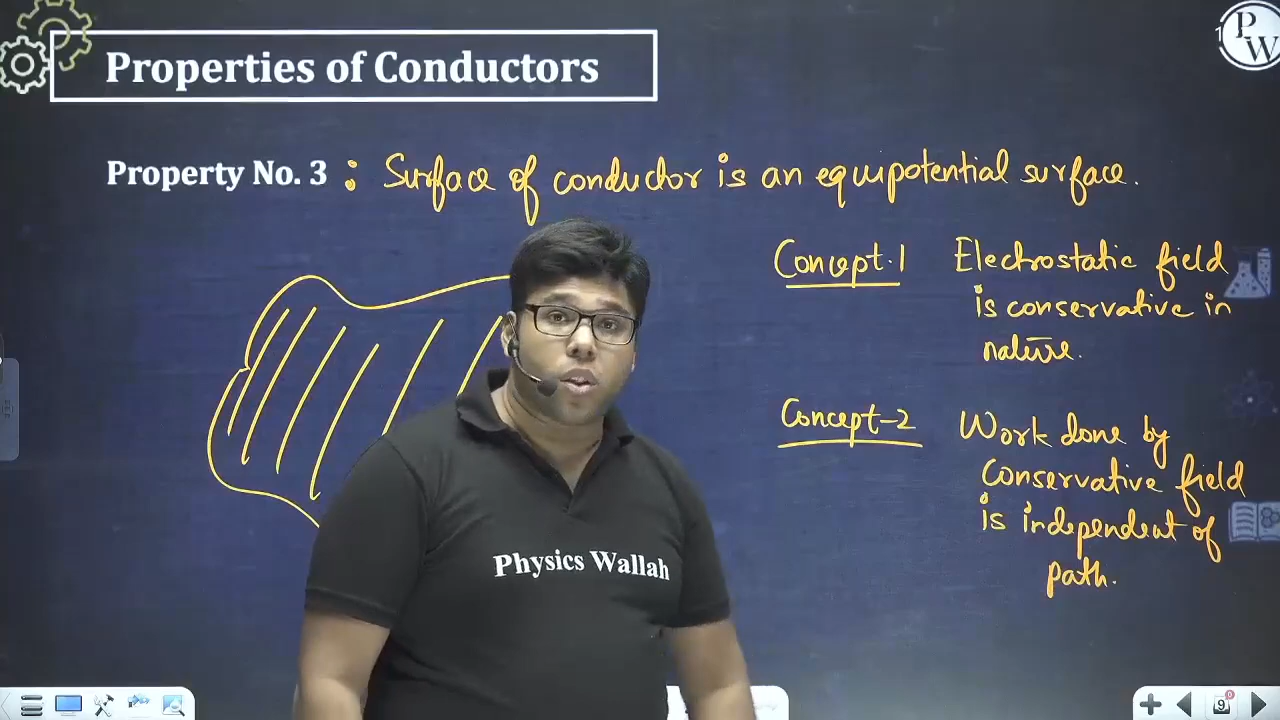 Properties of Conductors
PW
Property No. 3 : Surface of conductor is an equipotential surface.
Concept.1 Electrostatic field
is conservative in
nature.
Concept-2 Work done by
conservative field
is independent of
path.
Physics Wallah
9